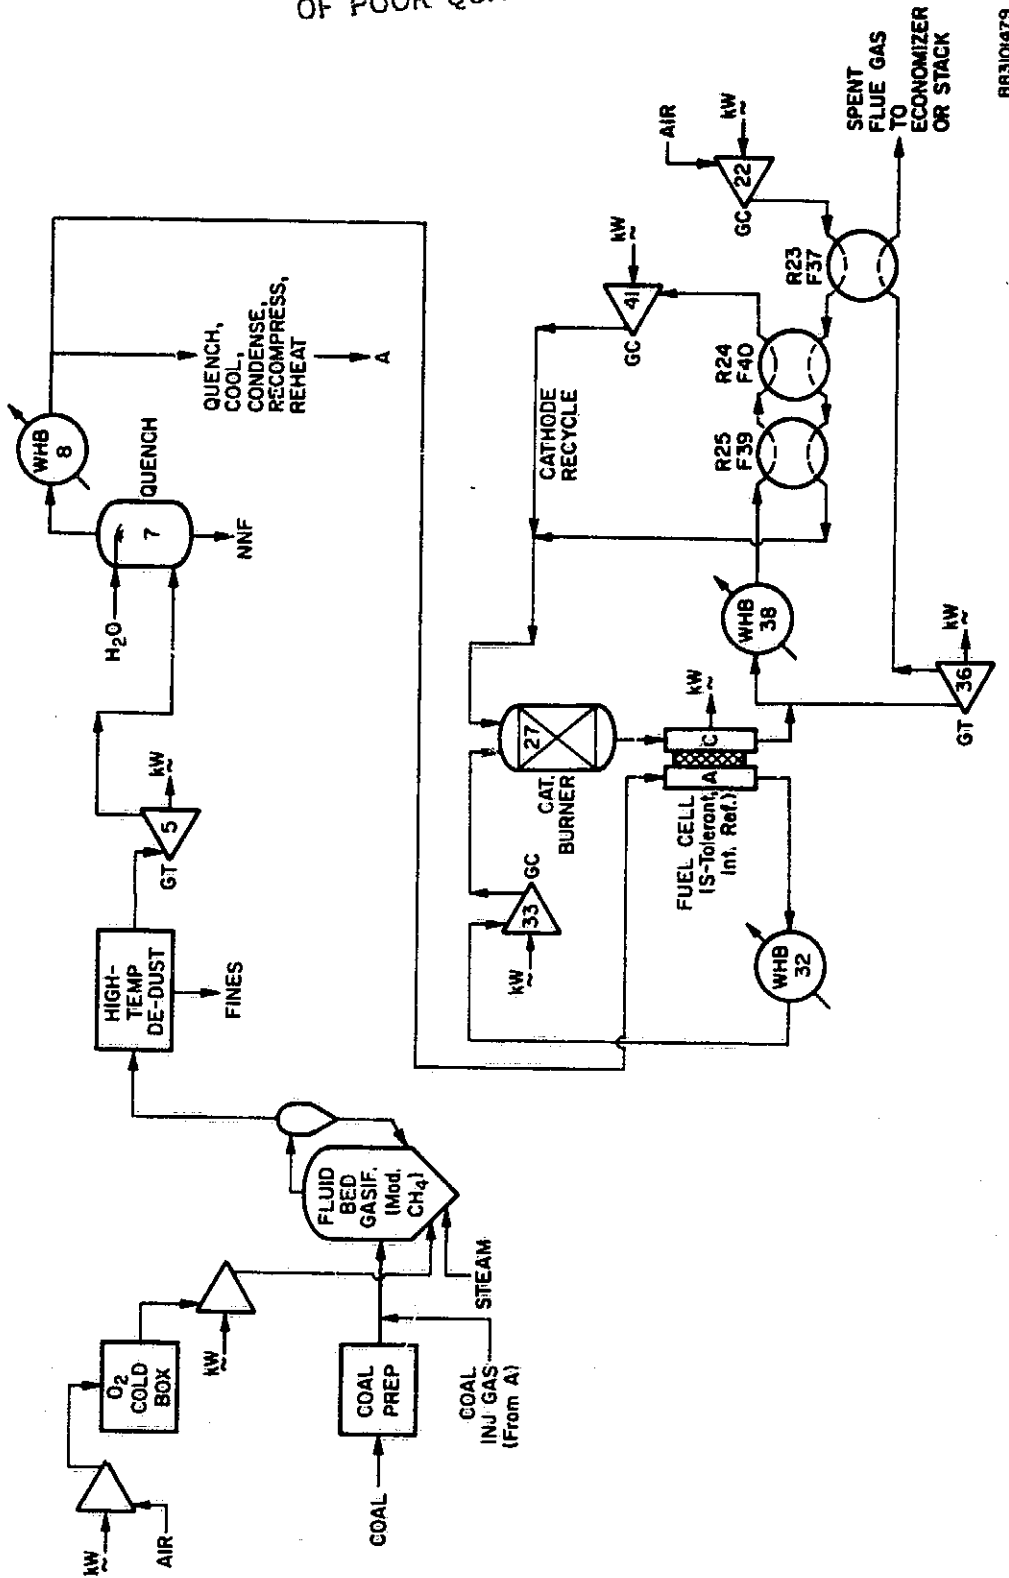 OF POOR
kW
~
AIR
O2
COLD
BOX
kW
~
COAL
COAL
PREP
COAL
INJ GAS
(From A)
STEAM
FLUID
BED
GASIF.
(Mod.
CH4)
HIGH-
TEMP
DE-DUST
FINES
5
GT
kW
~
H2O
7
QUENCH
NNF
WHB
8
QUENCH,
COOL,
CONDENSE,
RECOMPRESS,
REHEAT
A
kW
~
33
GC
WHB
32
27
CAT.
BURNER
A
C
kW
~
FUEL CELL
(S-Tolerant,
Int. Ref.)
WHB
38
36
GT
kW
~
CATHODE
RECYCLE
R25
F39
R24
F40
41
GC
kW
~
R23
F37
22
GC
AIR
kW
~
SPENT
FLUE GAS
TO
ECONOMIZER
OR STACK
RR3101479